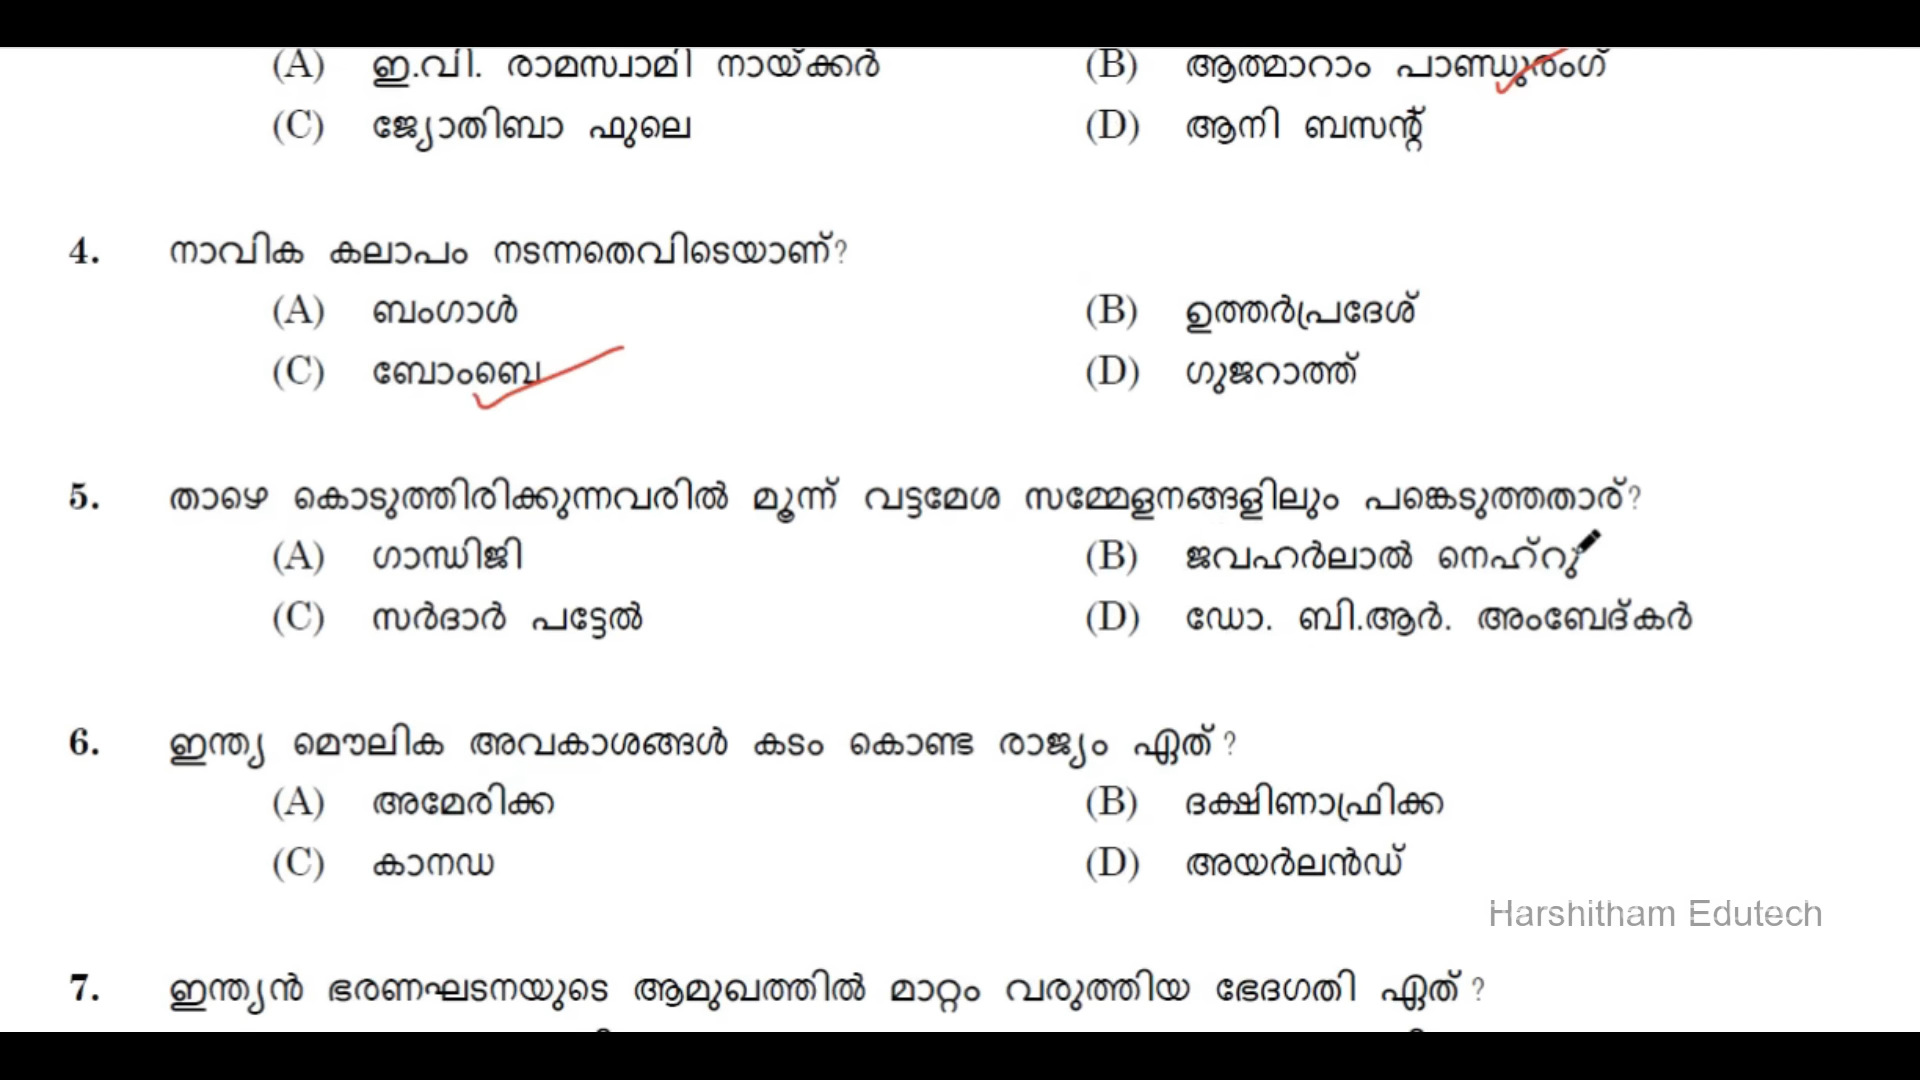 (A) ഇ.വി. രാമസ്വാമി നായ്ക്കർ (B) ആത്മാറാം പാണ്ഡുരംഗ്
(C) ജ്യോതിബാ ഫുലെ (D) ആനി ബസന്റ്
4. നാവിക കലാപം നടന്നതെവിടെയാണ്?
(A) ബംഗാൾ (B) ഉത്തർപ്രദേശ്
(C) ബോംബെ (D) ഗുജറാത്ത്
5. താഴെ കൊടുത്തിരിക്കുന്നവരിൽ മൂന്ന് വട്ടമേശ സമ്മേളനങ്ങളിലും പങ്കെടുത്തതാര്?
(A) ഗാന്ധിജി (B) ജവഹർലാൽ നെഹ്റു
(C) സർദാർ പട്ടേൽ (D) ഡോ. ബി.ആർ. അംബേദ്കർ
6. ഇന്ത്യ മൌലിക അവകാശങ്ങൾ കടം കൊണ്ട രാജ്യം ഏത് ?
(A) അമേരിക്ക (B) ദക്ഷിണാഫ്രിക്ക
(C) കാനഡ (D) അയർലൻഡ്
Harshitham Edutech
7. ഇന്ത്യൻ ഭരണഘടനയുടെ ആമുഖത്തിൽ മാറ്റം വരുത്തിയ ഭേദഗതി ഏത് ?